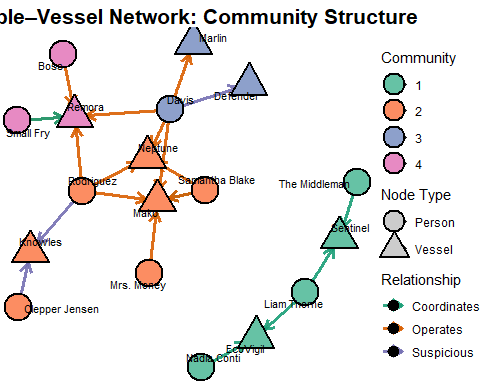 ple–Vessel Network: Community Structure
Marlin
Boss
Community
Defender
1
Davis
Remora
2
Small Fry
3
Neptune
4
Rodriguez
Samantha Blake
The Middleman
Node Type
Mako
Person
Sentinel
Knowles
Vessel
Mrs. Money
Relationship
Liam Thorne
Clepper Jensen
Coordinates
Operates
EcoVigil
Nadia Conti
Suspicious